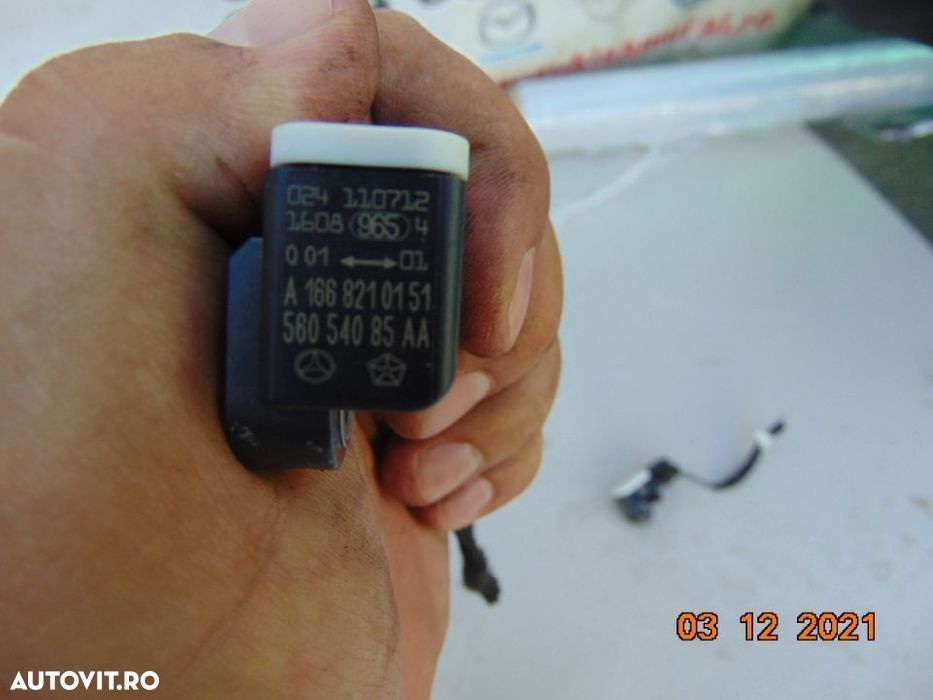 024 110712
1608 965 4
Q 01 ↔ 01
A 166 821 01 51
560 540 85 AA
03 12 2021
AUTOVIT.RO